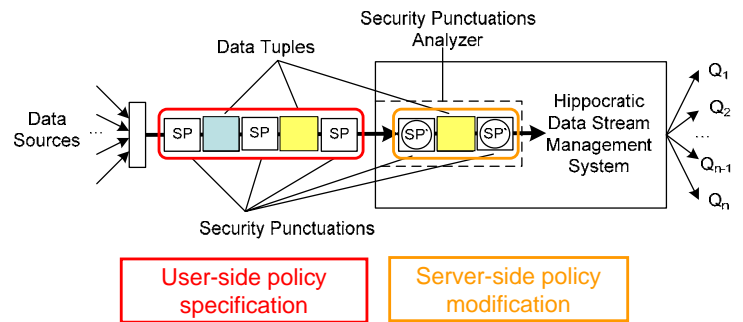 Security Punctuations
Analyzer
Data Tuples
Data
Sources
...
SP
SP
SP
SP'
SP'
Hippocratic
Data Stream
Management
System
Q1
Q2
...
Qn-1
Qn
Security Punctuations
User-side policy
specification
Server-side policy
modification